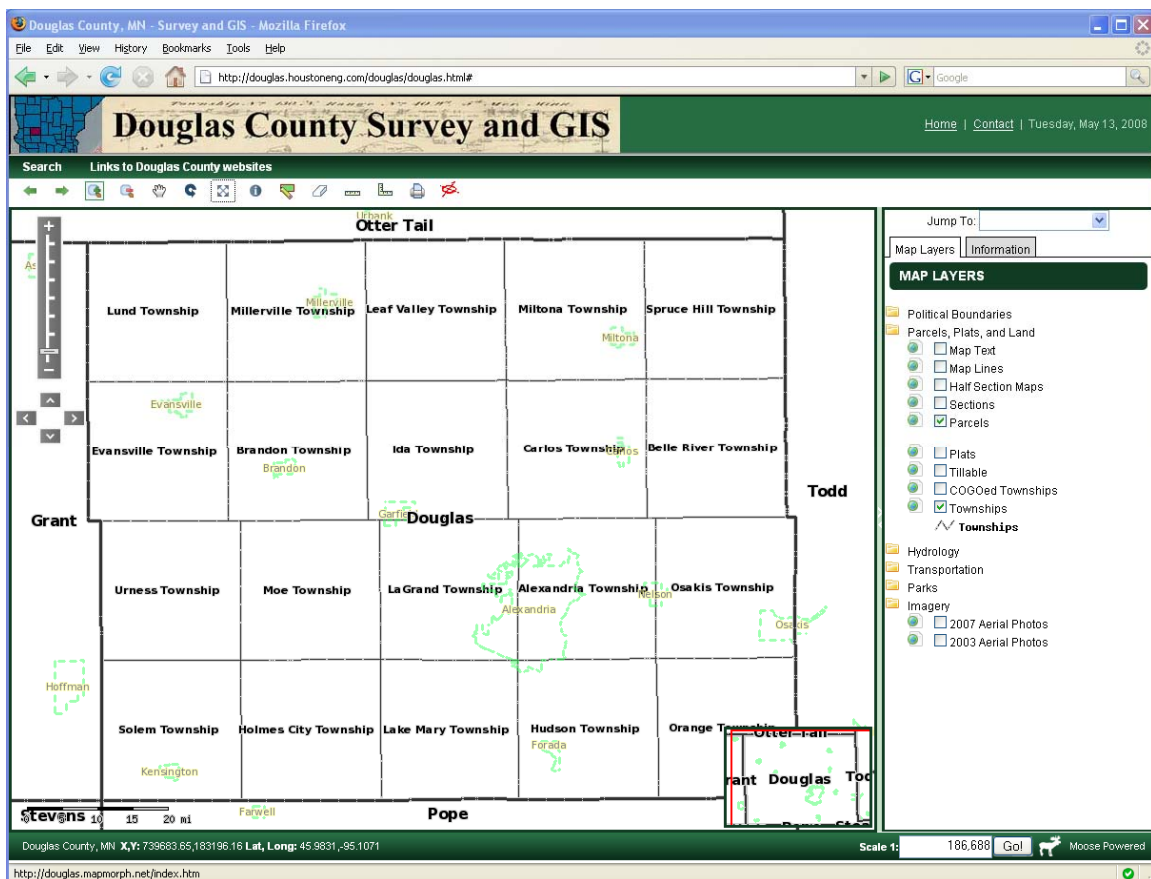 Douglas County, MN - Survey and GIS - Mozilla Firefox
File Edit View History Bookmarks Tools Help
http://douglas.houstoneng.com/douglas/douglas.html#
Google
Douglas County Survey and GIS
Home | Contact | Tuesday, May 13, 2008
Search Links to Douglas County websites
Urbank
Otter Tail
As
Lund Township
Millerville Township
Millerville
Leaf Valley Township
Miltona Township
Spruce Hill Township
Miltona
Evansville
Evansville Township
Brandon Township
Brandon
Ida Township
Carlos Township
Carlos
Belle River Township
Todd
Grant
Garfie
Douglas
Urness Township
Moe Township
LaGrand Township
Alexandria Township
Nelson
Osakis Township
Alexandria
Osakis
Hoffman
Solem Township
Holmes City Township
Lake Mary Township
Hudson Township
Orange Township
Forada
Kensington
Farwell
Stevens
10 15 20 mi
Pope
Otter Tail
rant Douglas Tod
Jump To:
Map Layers Information
MAP LAYERS
Political Boundaries
Parcels, Plats, and Land
Map Text
Map Lines
Half Section Maps
Sections
Parcels
Plats
Tillable
COGOed Townships
Townships
Townships
Hydrology
Transportation
Parks
Imagery
2007 Aerial Photos
2003 Aerial Photos
Douglas County, MN X,Y: 739683.65,183196.16 Lat, Long: 45.9831,-95.1071
Scale 1: 186,688 Go! Moose Powered
http://douglas.mapmorph.net/index.htm